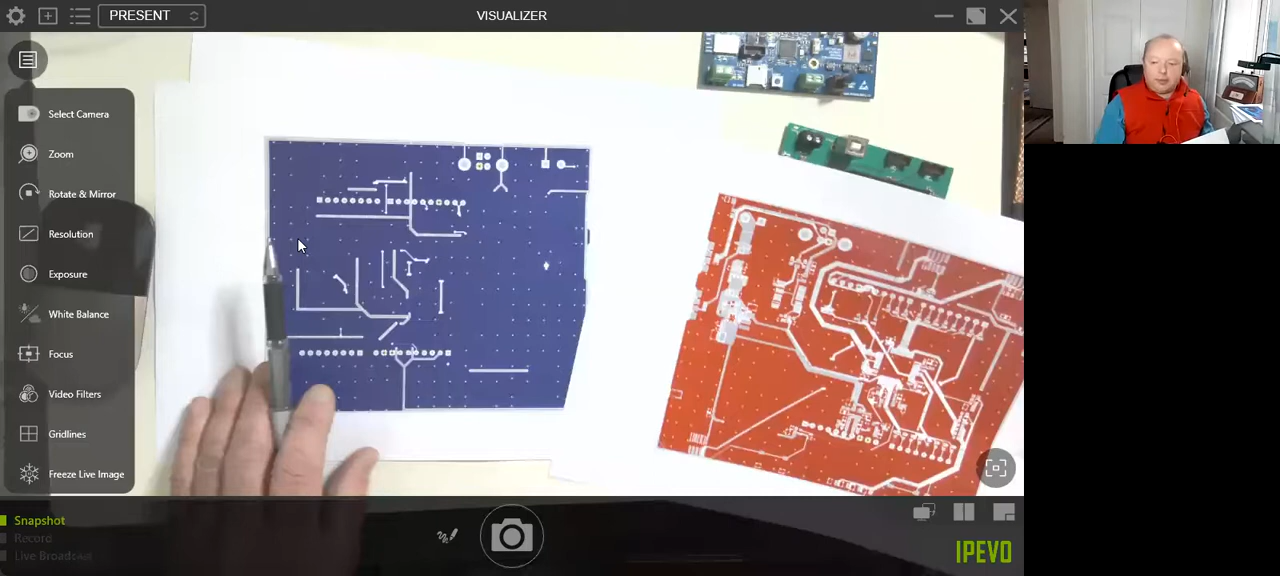 PRESENT
VISUALIZER
Select Camera
Zoom
Rotate & Mirror
Resolution
Exposure
White Balance
Focus
Video Filters
Gridlines
Freeze Live Image
Snapshot
Record
Live Broadcast
IPEVO